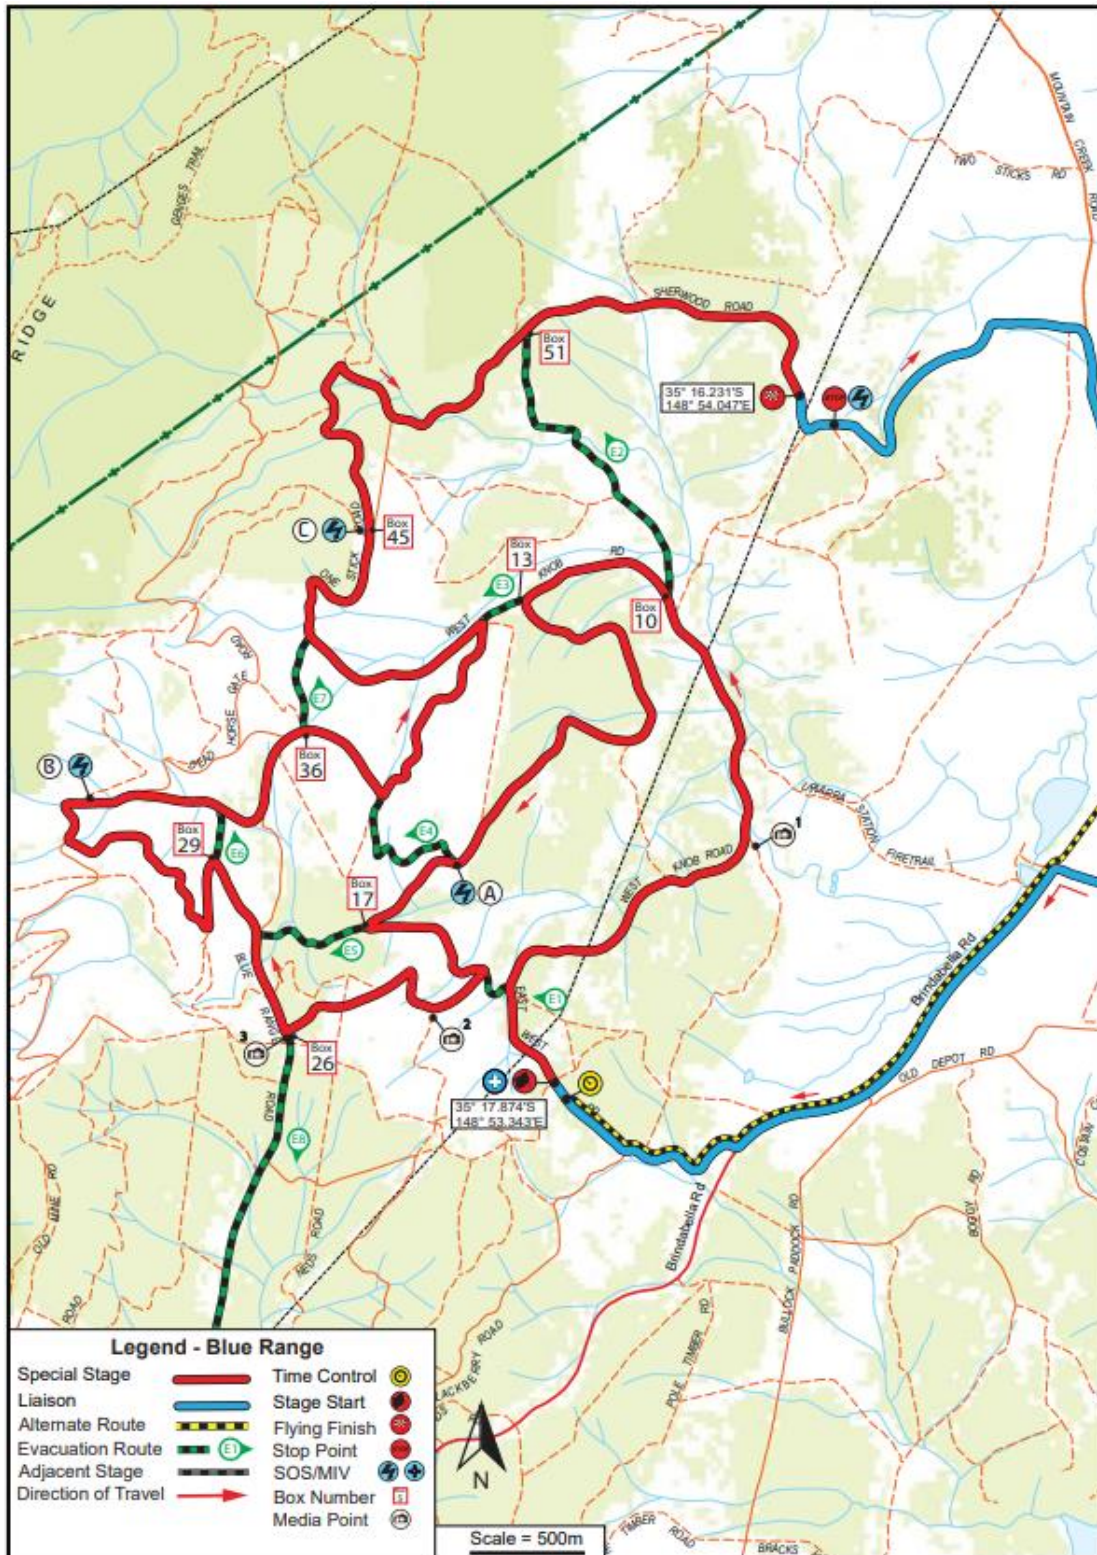 MOUNTAIN
CREEK
ROAD
TWO
STICKS
RD
GENGES
TRAIL
RIDGE
SHERWOOD
ROAD
Box
51
35° 16.231'S
148° 54.047'E
STOP
E2
C
ROAD
Box
45
STICK
ONE
Box
13
KNOB
RD
E3
WEST
Box
10
ROAD
GATE
HORSE
DEAD
E7
Box
36
B
Box
29
E6
E4
A
Box
17
E5
1
KNOB ROAD
WEST
STATION
FIRETRAIL
Brindabella Rd
BLUE
RANGE
ROAD
EAST
WEST
E1
2
3
Box
26
35° 17.874'S
148° 53.343'E
OLD DEPOT RD
E8
OLD
MINE
RD
ROAD
ROAD
Brindabella Rd
BULLOCK
PADDOCK
RD
BOGGY
RD
POLE
TIMBER
RD
ROAD
Legend - Blue Range
Special Stage
Time Control
Liaison
Stage Start
Alternate Route
Flying Finish
Evacuation Route
E1
Stop Point
STOP
Adjacent Stage
SOS/MIV
Direction of Travel
Box Number
5
Media Point
N
Scale = 500m
TIMBER
ROAD
BRACKS